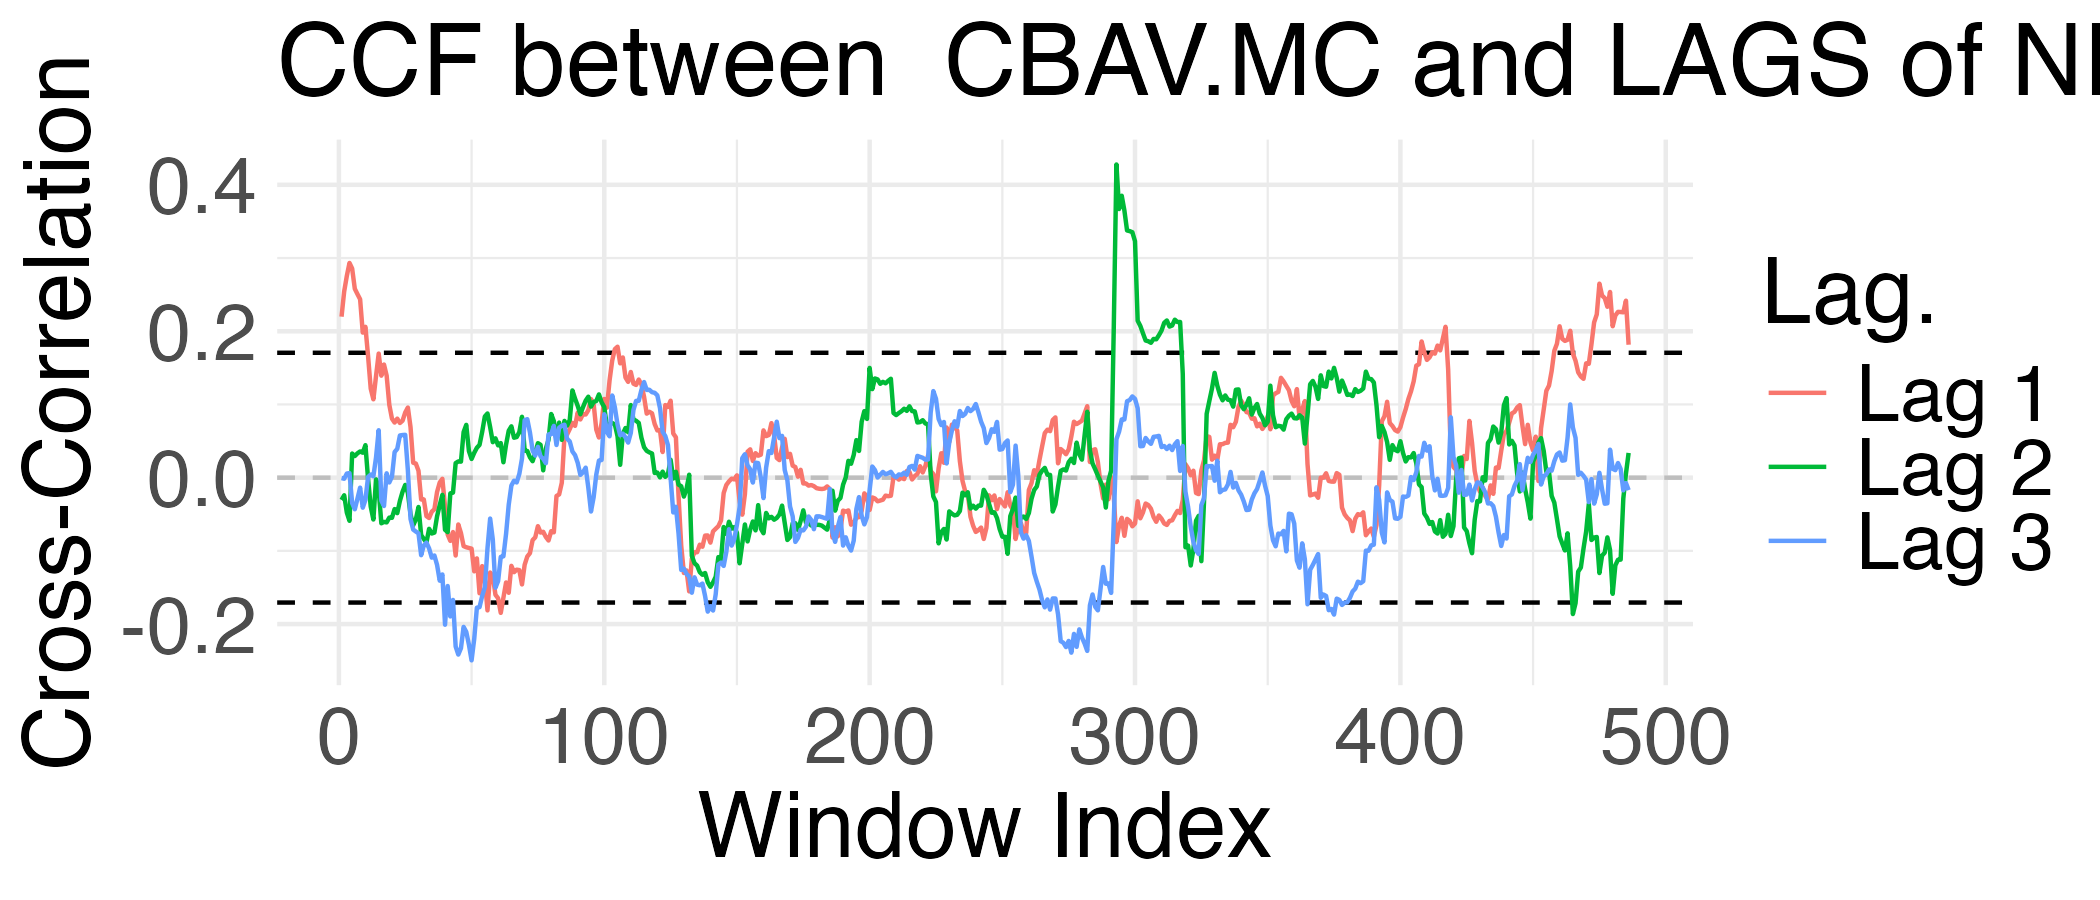 CCF between  CBAV.MC and LAGS of
Cross-Correlation
0.4
0.2
0.0
-0.2
0
100
200
300
400
500
Window Index
Lag.
Lag 1
Lag 2
Lag 3